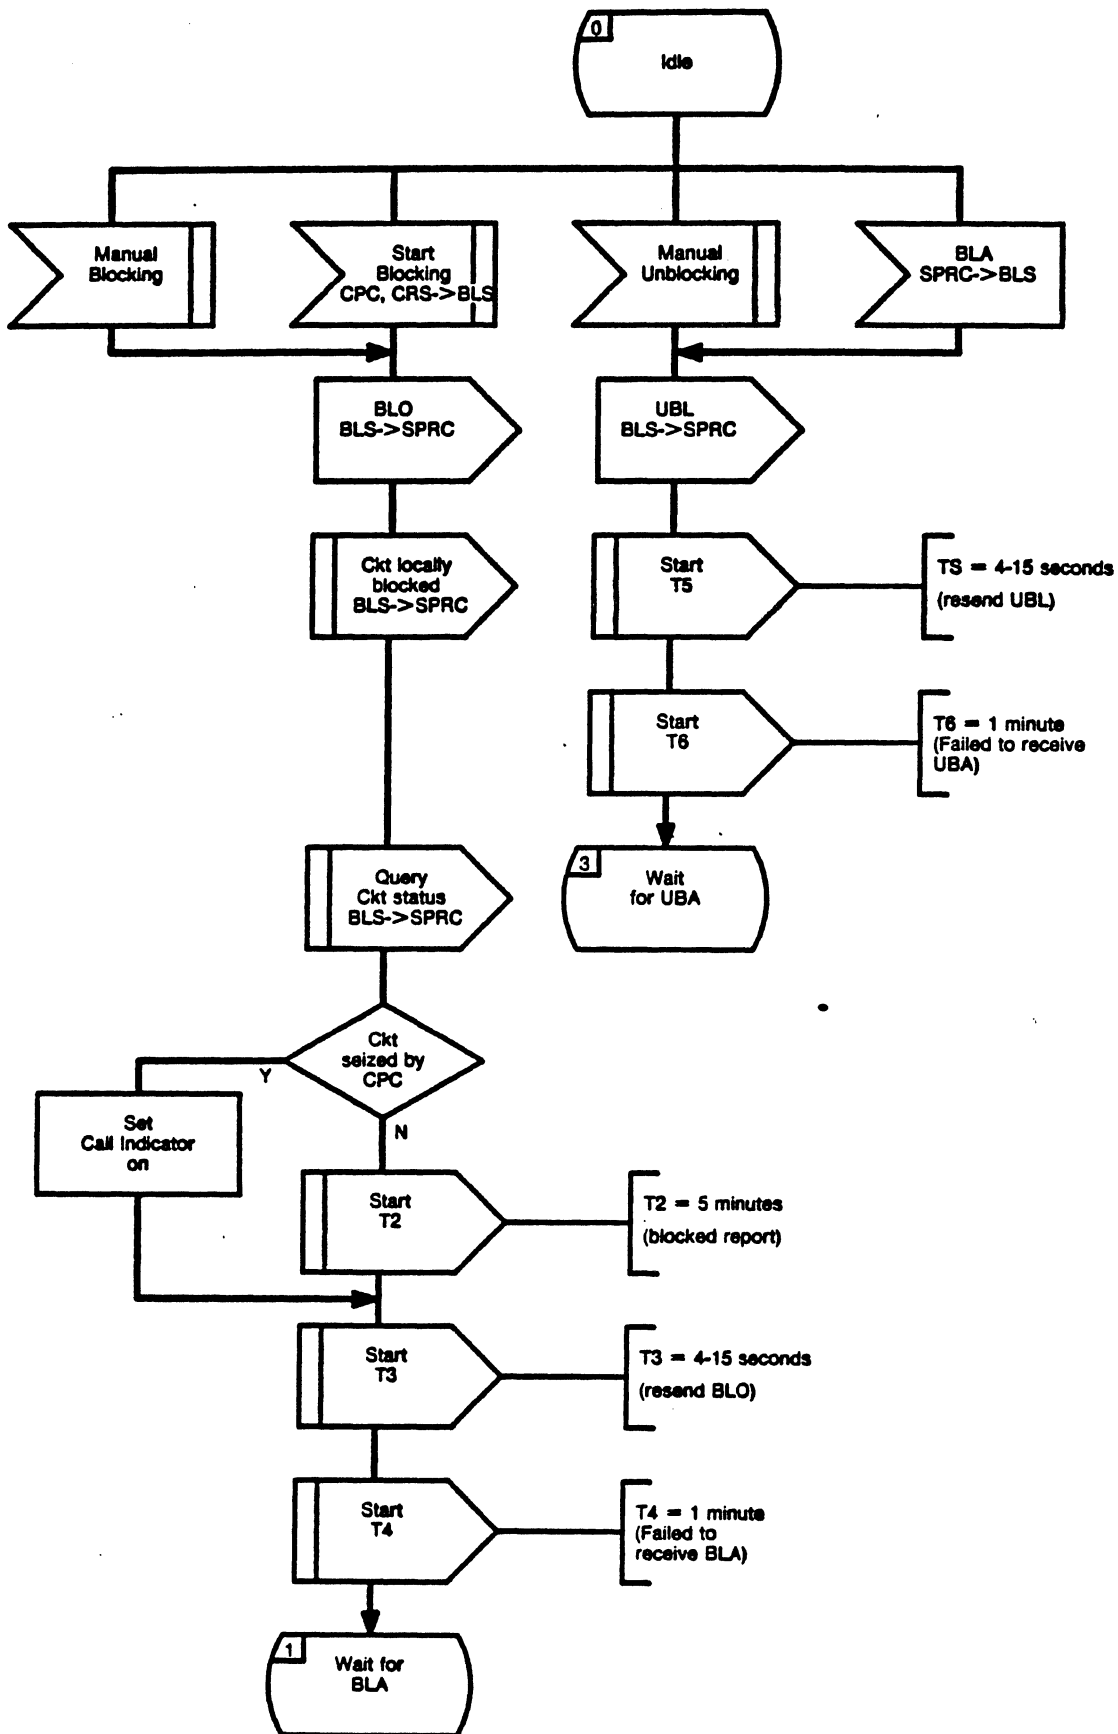 0
Idle
Manual
Blocking
Start
Blocking
CPC, CRS->BLS
Manual
Unblocking
BLA
SPRC->BLS
BLO
BLS->SPRC
UBL
BLS->SPRC
Ckt locally
blocked
BLS->SPRC
Start
T5
TS = 4-15 seconds
(resend UBL)
Start
T6
T6 = 1 minute
(Failed to receive
UBA)
Query
Ckt status
BLS->SPRC
3
Wait
for UBA
Ckt
seized by
CPC
Y
N
Set
Call Indicator
on
Start
T2
T2 = 5 minutes
(blocked report)
Start
T3
T3 = 4-15 seconds
(resend BLO)
Start
T4
T4 = 1 minute
(Failed to
receive BLA)
1
Wait for
BLA